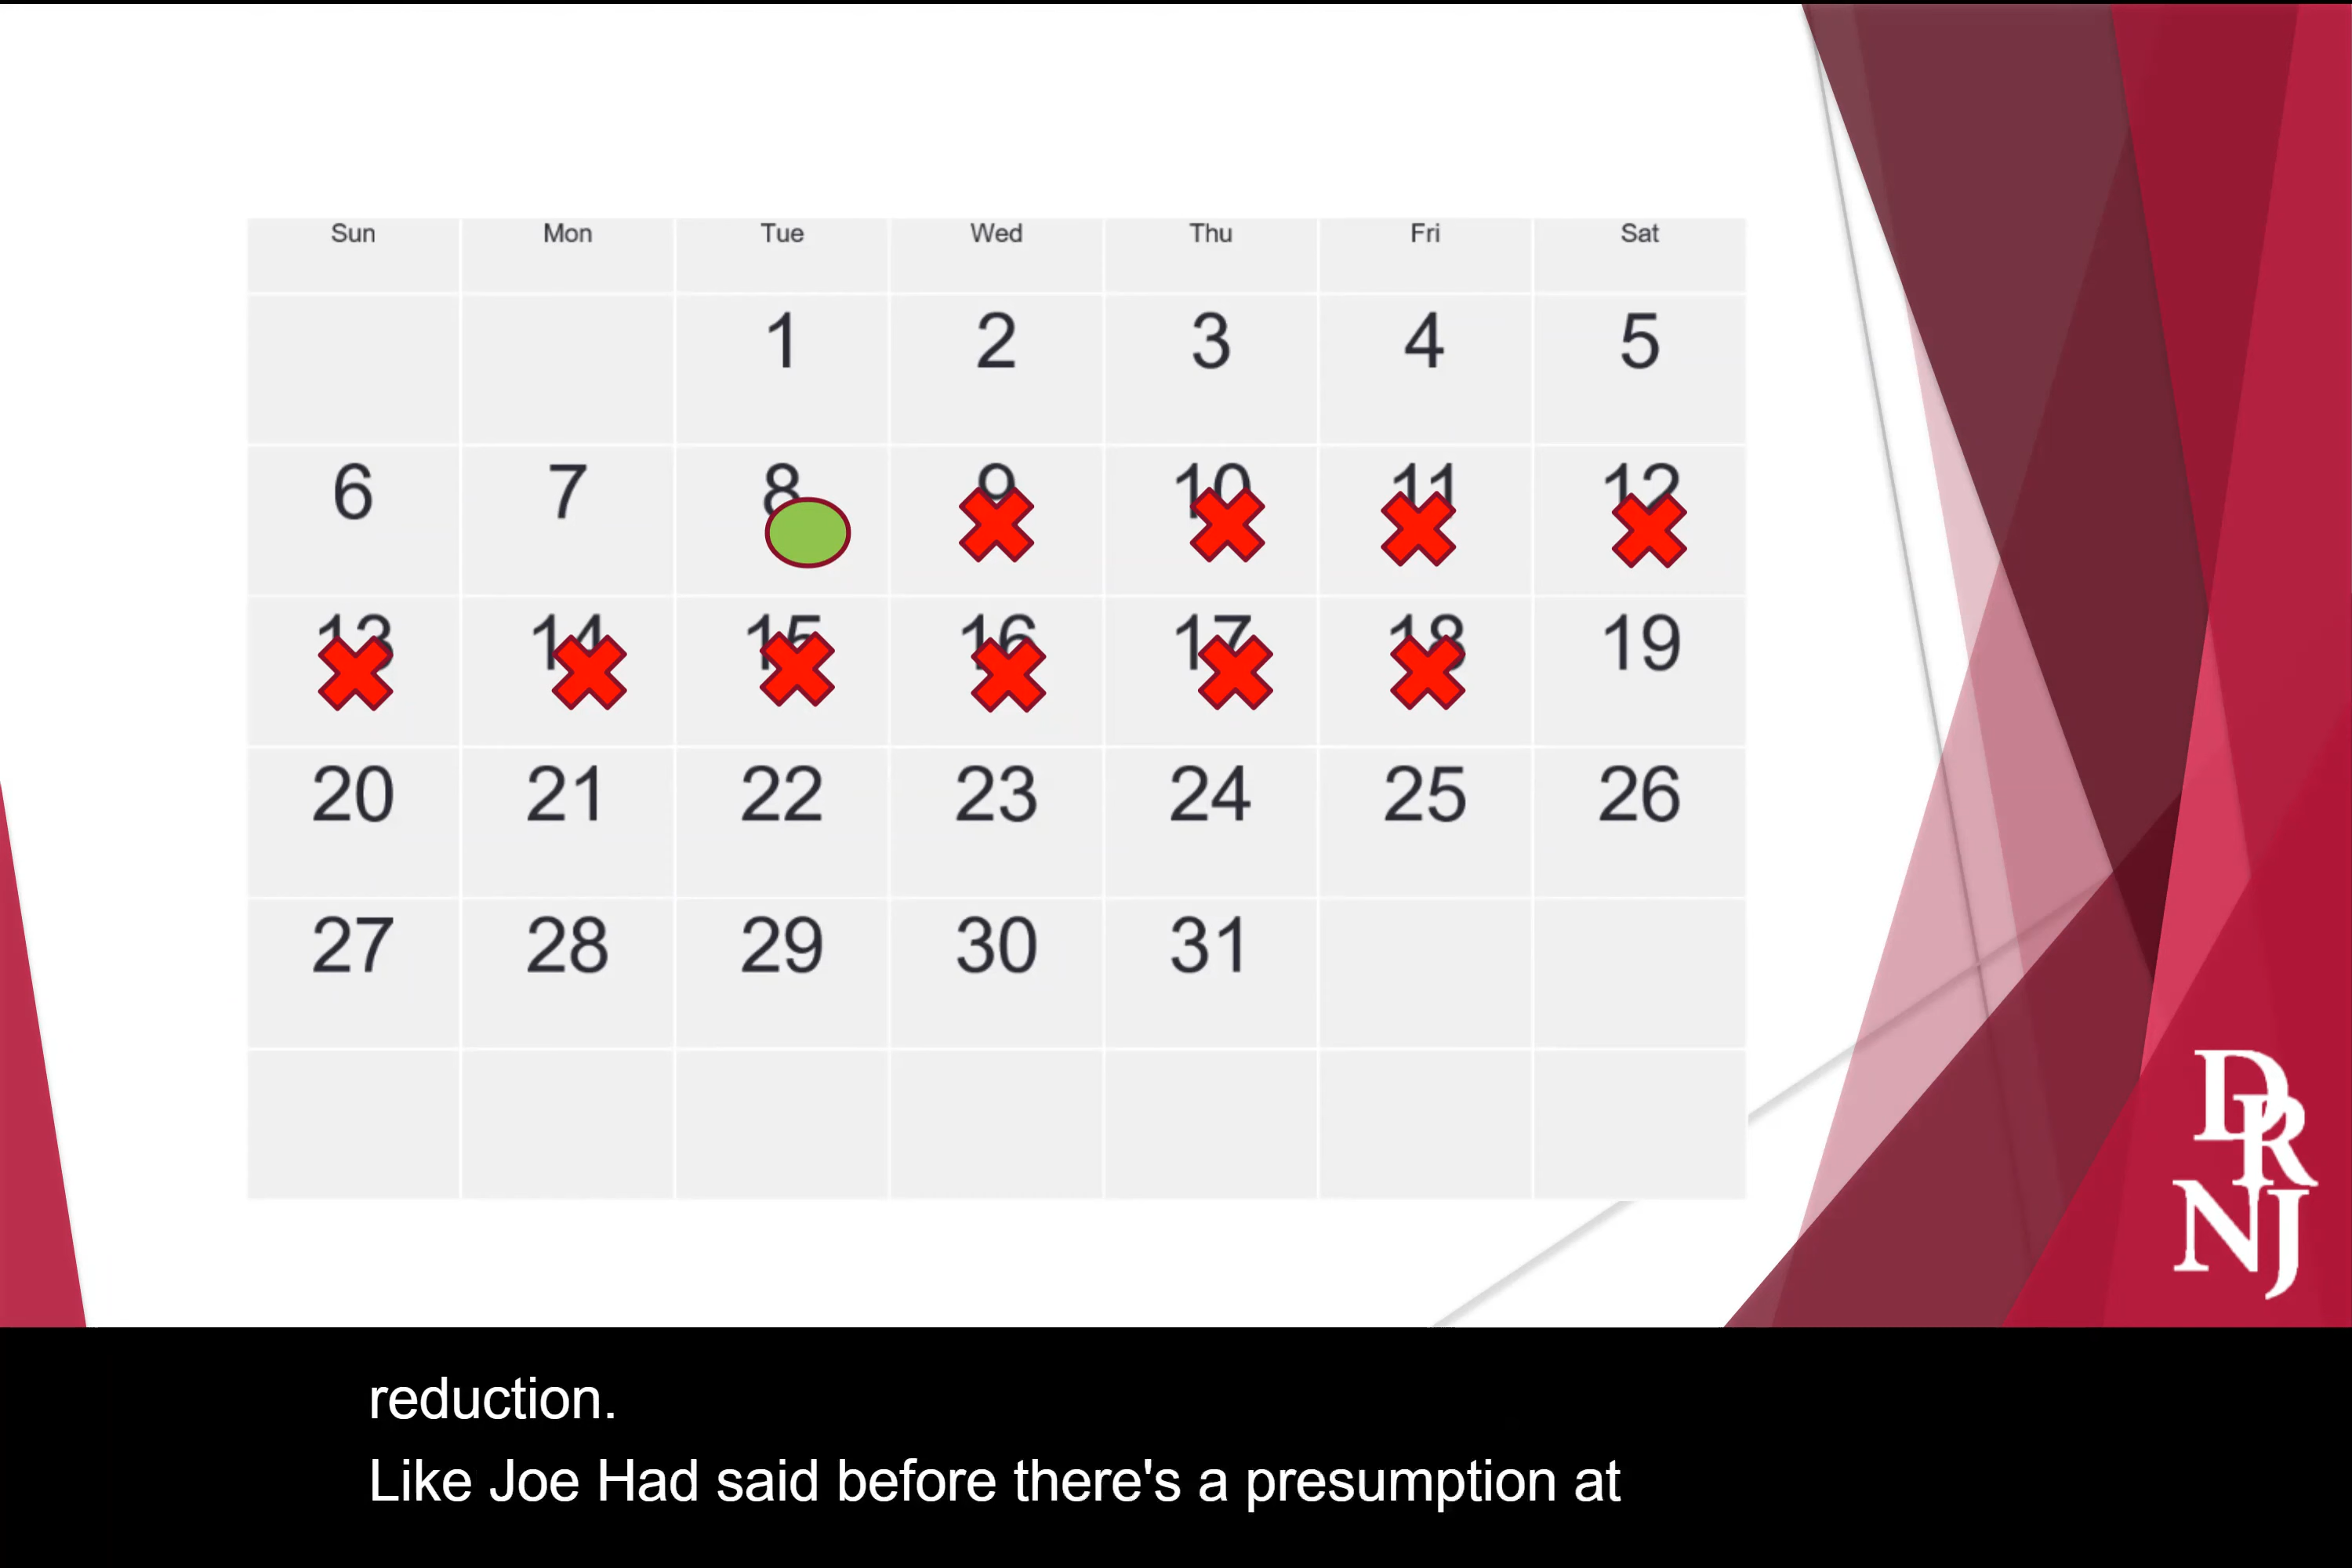 Sun Mon Tue Wed Thu Fri Sat
1 2 3 4 5
6 7 8 9 10 11 12
13 14 15 16 17 18 19
20 21 22 23 24 25 26
27 28 29 30 31
DR
NJ
reduction.
Like Joe Had said before there's a presumption at